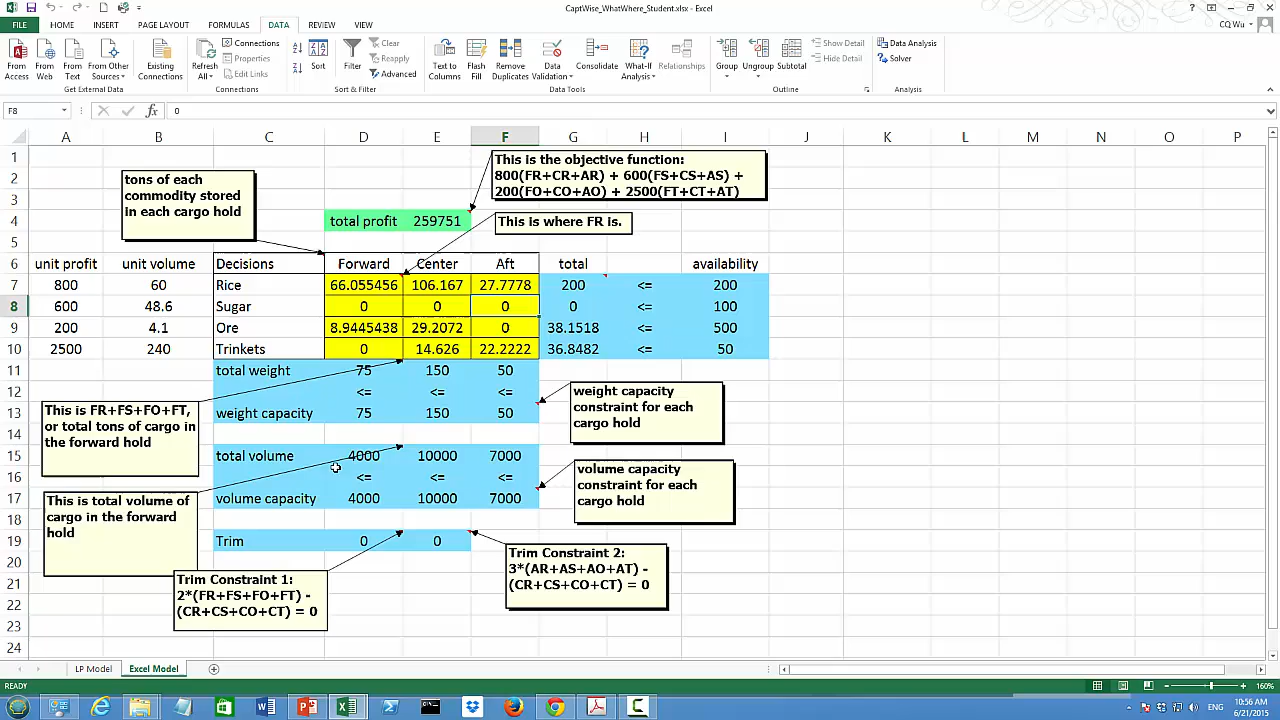 CaptWise_WhatWhere_Student.xlsx - Excel
FILE HOME INSERT PAGE LAYOUT FORMULAS DATA REVIEW VIEW CQ Wu
From Access
From Web
From Text
From Other Sources
Existing Connections
Refresh All
Connections
Properties
Edit Links
Sort
Filter
Clear
Reapply
Advanced
Text to Columns
Flash Fill
Remove Duplicates
Data Validation
Consolidate
What-If Analysis
Relationships
Group
Ungroup
Subtotal
Show Detail
Hide Detail
Data Analysis
Solver
Get External Data Connections Sort & Filter Data Tools Outline Analysis
F8 fx 0
A B C D E F G H I J K L M N O P
1
2
3
4
5
6
7
8
9
10
11
12
13
14
15
16
17
18
19
20
21
22
23
24
This is the objective function:
800(FR+CR+AR) + 600(FS+CS+AS) +
200(FO+CO+AO) + 2500(FT+CT+AT)
tons of each
commodity stored
in each cargo hold
total profit 259751
This is where FR is.
unit profit unit volume Decisions Forward Center Aft total availability
800 60 Rice 66.055456 106.167 27.7778 200 <= 200
600 48.6 Sugar 0 0 0 0 <= 100
200 4.1 Ore 8.9445438 29.2072 0 38.1518 <= 500
2500 240 Trinkets 0 14.626 22.2222 36.8482 <= 50
total weight 75 150 50
<= <= <=
weight capacity 75 150 50
weight capacity
constraint for each
cargo hold
This is FR+FS+FO+FT,
or total tons of cargo in
the forward hold
total volume 4000 10000 7000
<= <= <=
volume capacity 4000 10000 7000
volume capacity
constraint for each
cargo hold
This is total volume of
cargo in the forward
hold
Trim 0 0
Trim Constraint 1:
2*(FR+FS+FO+FT) -
(CR+CS+CO+CT) = 0
Trim Constraint 2:
3*(AR+AS+AO+AT) -
(CR+CS+CO+CT) = 0
LP Model Excel Model
READY 160%
ENG 10:56 AM
6/21/2015